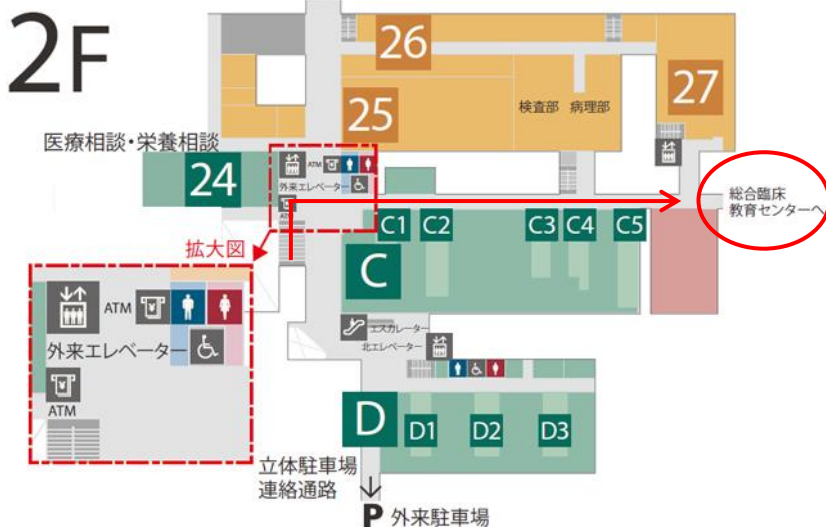 2F
26
25
検査部 病理部
27
医療相談・栄養相談
24
ATM
外来エレベーター
ATM
総合臨床
教育センターへ
拡大図
C1 C2 C3 C4 C5
C
エスカレーター
北エレベーター
ATM
外来エレベーター
ATM
D
D1 D2 D3
立体駐車場
連絡通路
P 外来駐車場